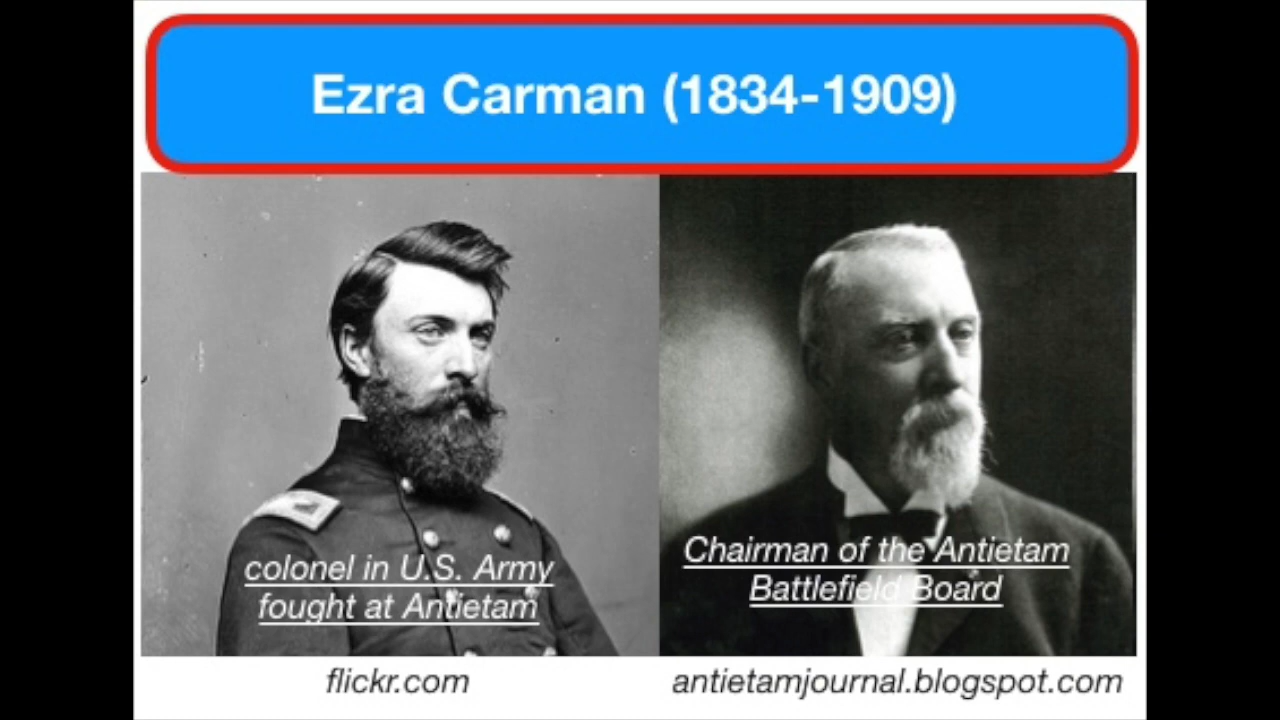 Ezra Carman (1834-1909)
colonel in U.S. Army
fought at Antietam
Chairman of the Antietam
Battlefield Board
flickr.com
antietamjournal.blogspot.com